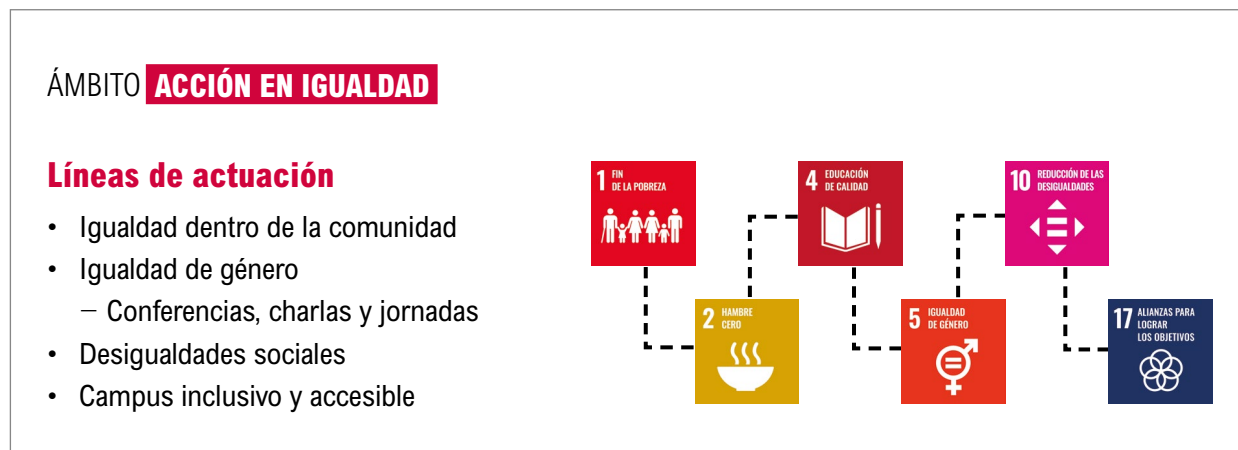 ÁMBITO ACCIÓN EN IGUALDAD
Líneas de actuación
• Igualdad dentro de la comunidad
• Igualdad de género
– Conferencias, charlas y jornadas
• Desigualdades sociales
• Campus inclusivo y accesible
1 FIN
DE LA POBREZA
2 HAMBRE
CERO
4 EDUCACIÓN
DE CALIDAD
5 IGUALDAD
DE GÉNERO
10 REDUCCIÓN DE LAS
DESIGUALDADES
17 ALIANZAS PARA
LOGRAR
LOS OBJETIVOS